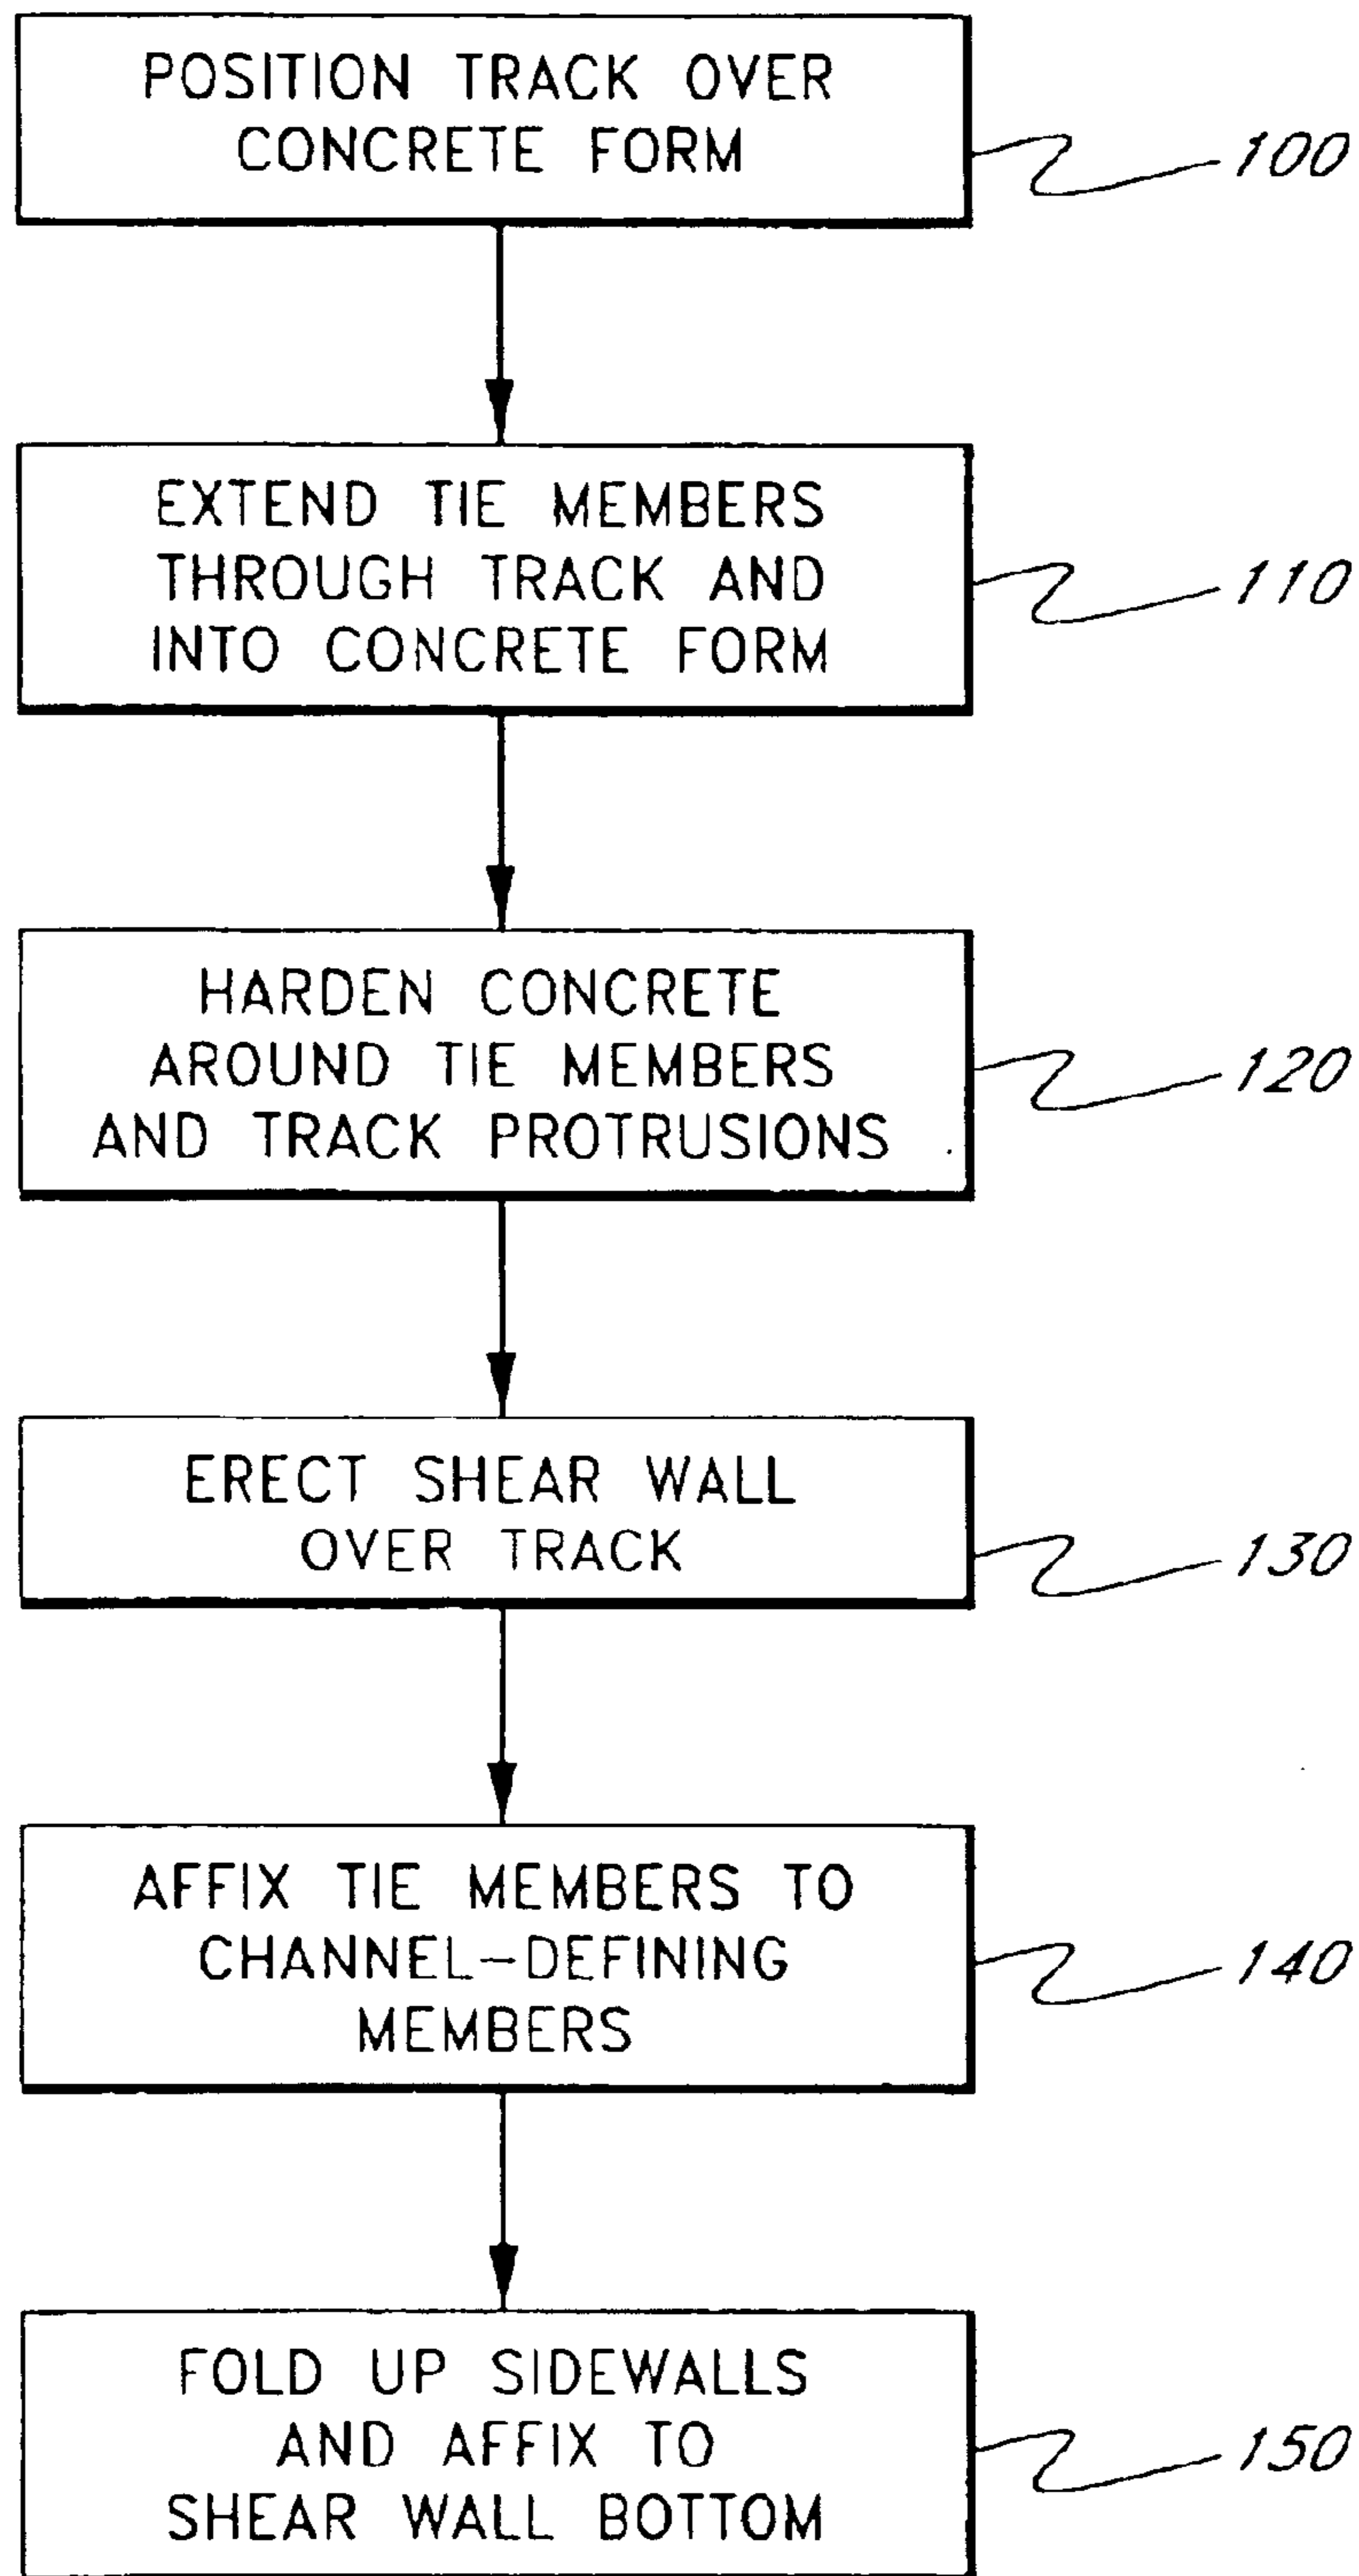 POSITION TRACK OVER
CONCRETE FORM
100
EXTEND TIE MEMBERS
THROUGH TRACK AND
INTO CONCRETE FORM
110
HARDEN CONCRETE
AROUND TIE MEMBERS
AND TRACK PROTRUSIONS
120
ERECT SHEAR WALL
OVER TRACK
130
AFFIX TIE MEMBERS TO
CHANNEL-DEFINING
MEMBERS
140
FOLD UP SIDEWALLS
AND AFFIX TO
SHEAR WALL BOTTOM
150